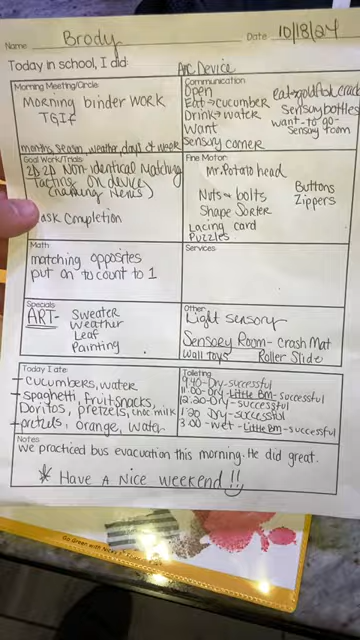 Name Brody Date 10/18/24
Today in school, I did:
AAC Device
Morning Meeting/Circle
Morning binder work
TGIF
months, season, weather, days of week
Communication
Open
Eat→cucumber
Drink→water
Want
Sensory corner
eat→goldfish crack
Sensory bottles
want-to go-
Sensory room
Goal Work/Trials
2D 2D Non-identical Matching
Tacting on device
(naming items)
Task Completion
Fine Motor
Mr. Potato head
Nuts + bolts
Shape Sorter
Lacing card
Puzzles
Buttons
Zippers
Math
matching opposites
put on to count to 1
Services
Specials
ART- Sweater
Weather
Leaf
Painting
Other
Light sensory
Sensory Room- Crash Mat
Wall Toys Roller Slide
Today I ate:
- cucumbers, water
- spaghetti, fruit snacks,
Doritos, pretzels, choc milk
- pretzels, orange, water
Toileting
9:40-Dry-successful
11:00-Dry-Little Bm-successful
12:20-Dry-successful
1:20 Dry-successful
3:00-wet-Little Bm-successful
Notes
We practiced bus evacuation this morning. He did great.
* Have a nice weekend!!
Go Green with